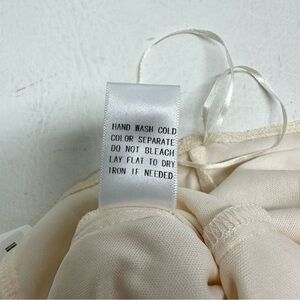 HAND WASH COLD
COLOR SEPARATE
DO NOT BLEACH
LAY FLAT TO DRY
IRON IF NEEDED